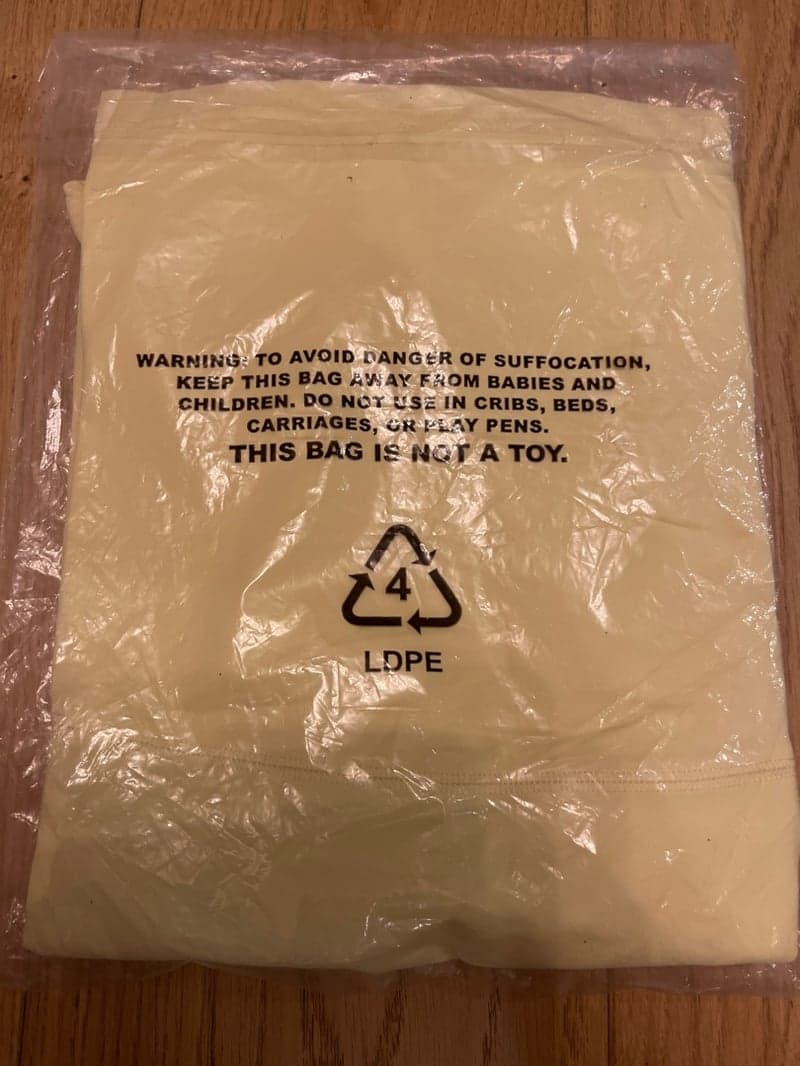 WARNING: TO AVOID DANGER OF SUFFOCATION,
KEEP THIS BAG AWAY FROM BABIES AND
CHILDREN. DO NOT USE IN CRIBS, BEDS,
CARRIAGES, OR PLAY PENS.
THIS BAG IS NOT A TOY.
4
LDPE